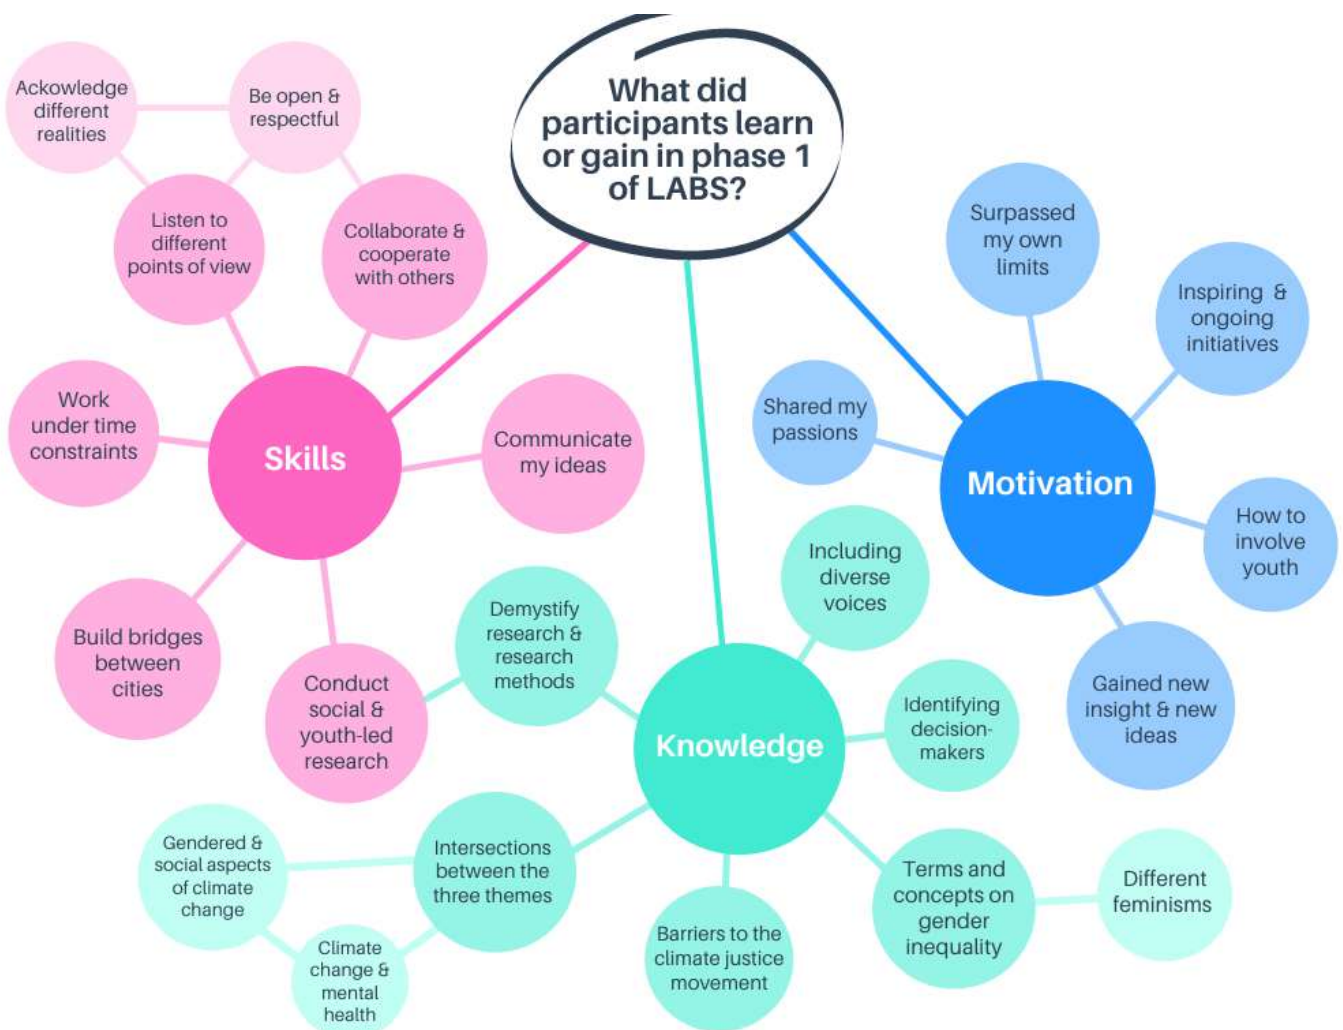 What did
participants learn
or gain in phase 1
of LABS?
Ackowledge
different
realities
Be open &
respectful
Listen to
different
points of view
Collaborate &
cooperate
with others
Work
under time
constraints
Skills
Communicate
my ideas
Build bridges
between
cities
Conduct
social &
youth-led
research
Surpassed
my own
limits
Inspiring &
ongoing
initiatives
Shared my
passions
Motivation
How to
involve
youth
Gained new
insight & new
ideas
Including
diverse
voices
Demystify
research &
research
methods
Identifying
decision-
makers
Knowledge
Gendered &
social aspects
of climate
change
Intersections
between the
three themes
Climate
change &
mental
health
Barriers to the
climate justice
movement
Terms and
concepts on
gender
inequality
Different
feminisms